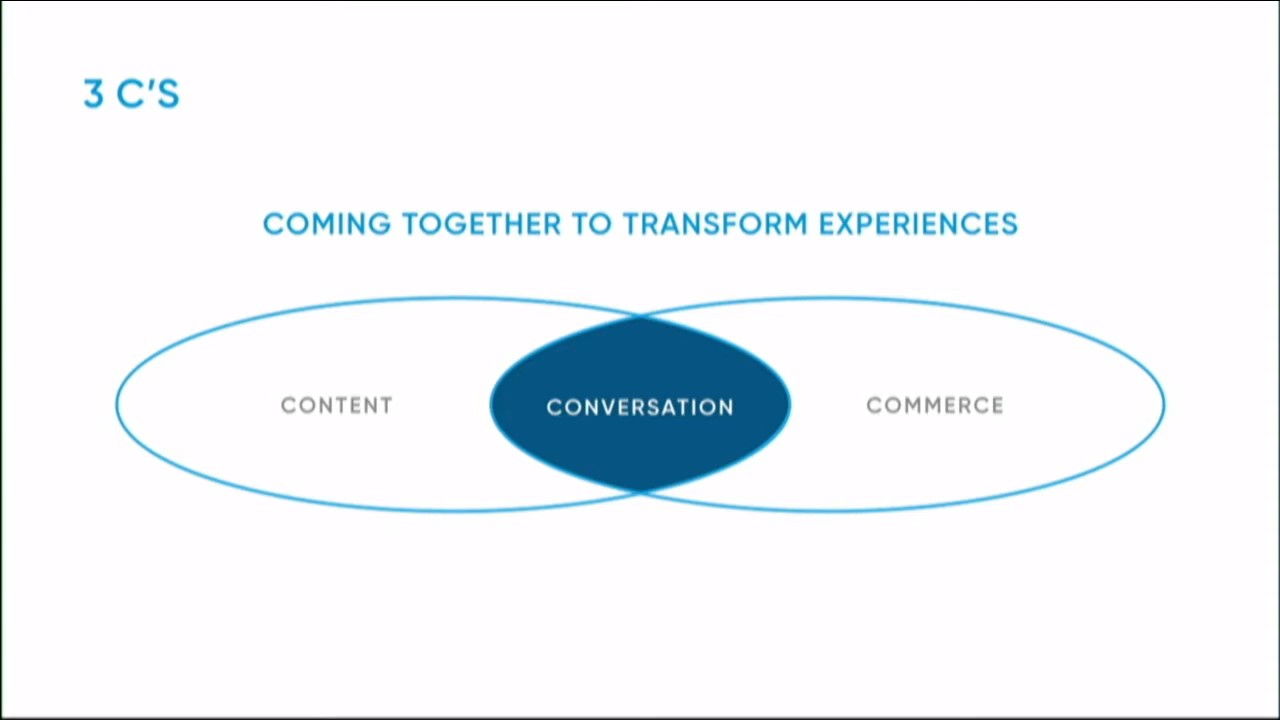 3 C'S
COMING TOGETHER TO TRANSFORM EXPERIENCES
CONTENT
CONVERSATION
COMMERCE